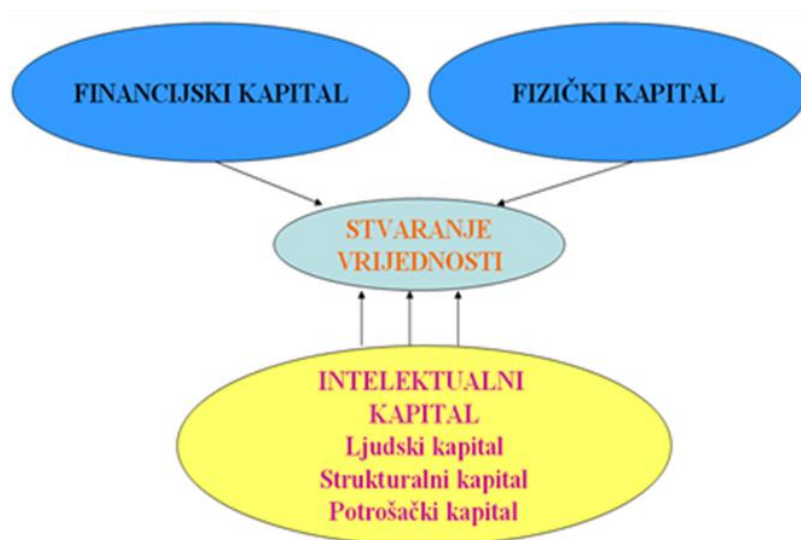 FINANCIJSKI KAPITAL
FIZIČKI KAPITAL
STVARANJE
VRIJEDNOSTI
INTELEKTUALNI
KAPITAL
Ljudski kapital
Strukturalni kapital
Potrošački kapital